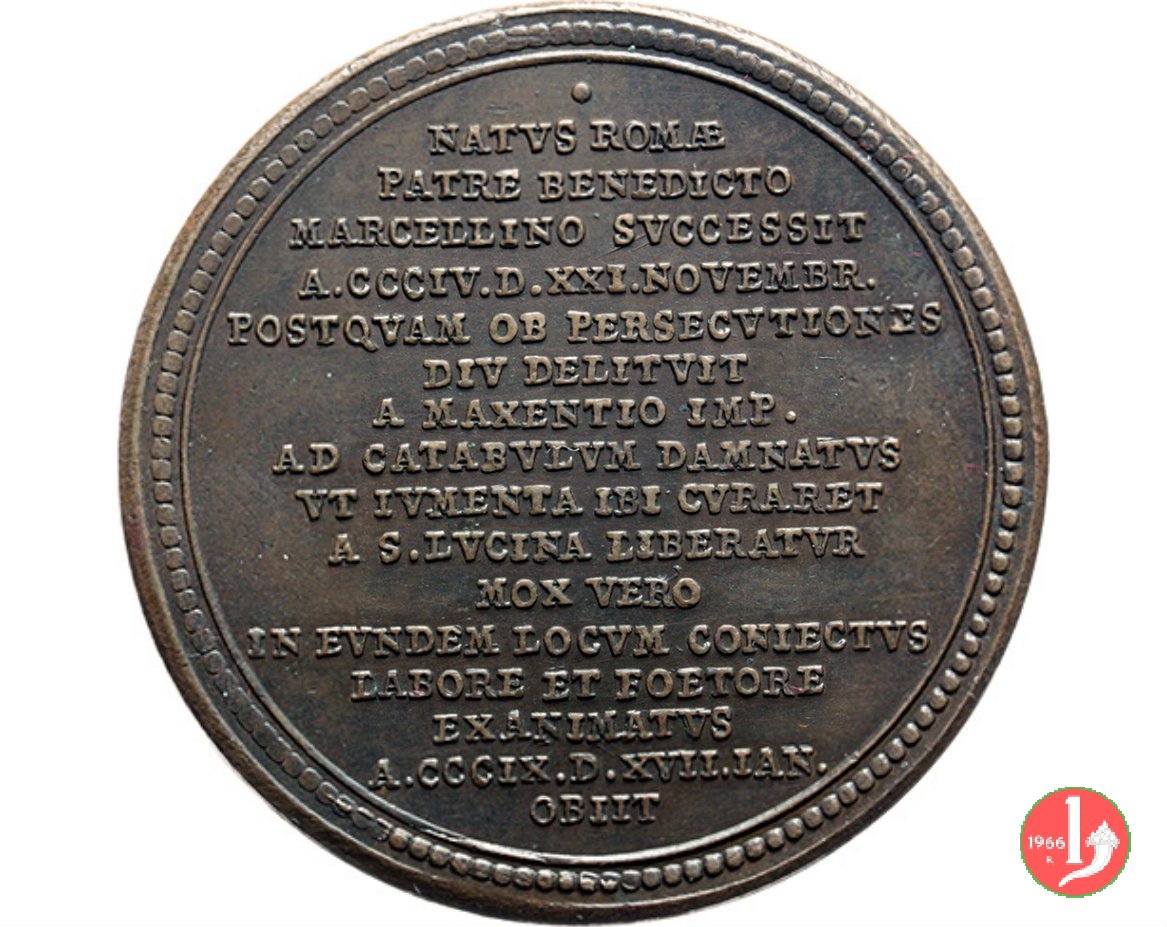 NATVS ROMÆ
PATRE BENEDICTO
MARCELLINO SVCCESSIT
A.CCCIV.D.XXI.NOVEMBR.
POSTQVAM OB PERSECVTIONES
DIV DELITVIT
A MAXENTIO IMP.
AD CATABVLVM DAMNATVS
VT IVMENTA IBI CVRARET
A S.LVCINA LIBERATVR
MOX VERO
IN EVNDEM LOCVM CONIECTVS
LABORE ET FOETORE
EXANIMATVS
A.CCCIX.D.XVII.IAN.
OBIIT
1966